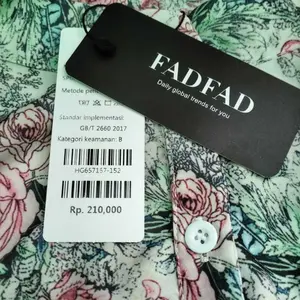 Metode
Standar Implementasi:
GB/T 2660 2017
Kategori keamanan: B
HG657157-152
Rp. 210,000
FADFAD
Daily global trends for you